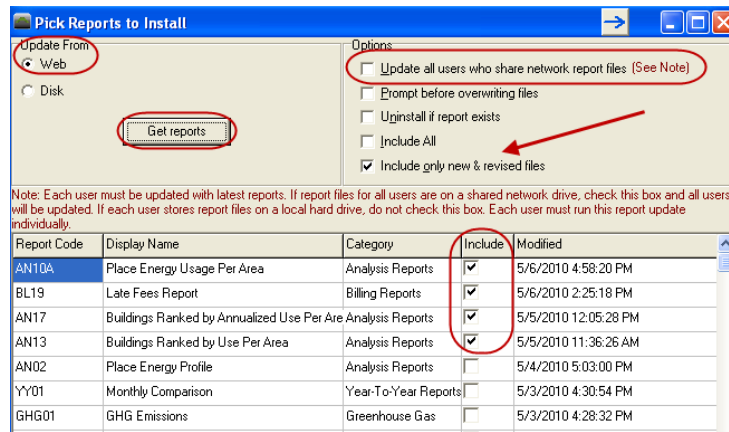 Pick Reports to Install
Update From
Web
Disk
Get reports
Options
Update all users who share network report files (See Note)
Prompt before overwriting files
Uninstall if report exists
Include All
Include only new & revised files
Note: Each user must be updated with latest reports. If report files for all users are on a shared network drive, check this box and all users
will be updated. If each user stores report files on a local hard drive, do not check this box. Each user must run this report update
individually.
Report Code Display Name Category Include Modified
AN10A Place Energy Usage Per Area Analysis Reports 5/6/2010 4:58:20 PM
BL19 Late Fees Report Billing Reports 5/6/2010 2:25:18 PM
AN17 Buildings Ranked by Annualized Use Per Are Analysis Reports 5/5/2010 12:05:28 PM
AN13 Buildings Ranked by Use Per Area Analysis Reports 5/5/2010 11:36:26 AM
AN02 Place Energy Profile Analysis Reports 5/4/2010 5:03:00 PM
YY01 Monthly Comparison Year-To-Year Reports 5/3/2010 4:30:54 PM
GHG01 GHG Emissions Greenhouse Gas 5/3/2010 4:28:32 PM